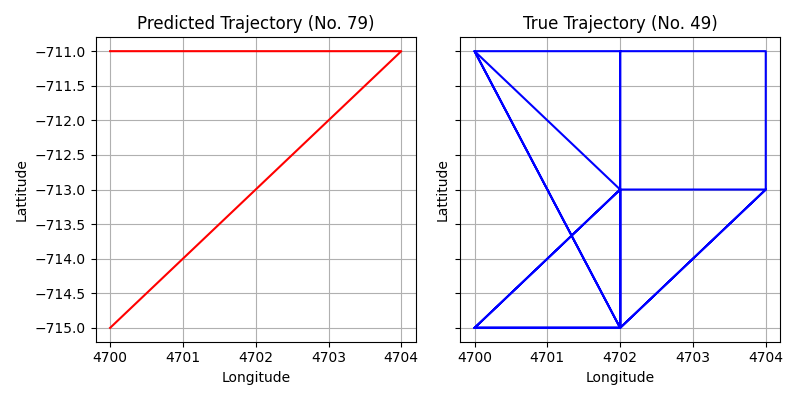 Predicted Trajectory (No. 79)
True Trajectory (No. 49)
−711.0
−711.5
−712.0
−712.5
−713.0
−713.5
−714.0
−714.5
−715.0
Lattitude
Lattitude
4700 4701 4702 4703 4704
4700 4701 4702 4703 4704
Longitude
Longitude